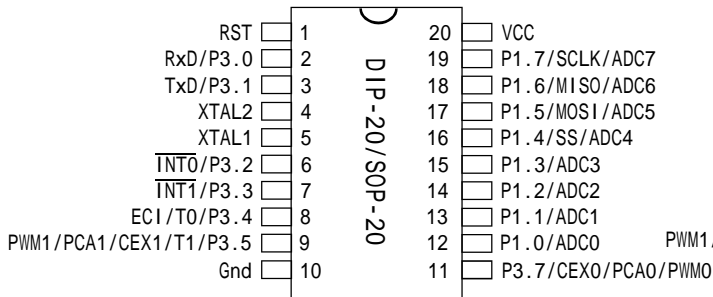 RST 1 20 VCC
RxD/P3.0 2 19 P1.7/SCLK/ADC7
TxD/P3.1 3 18 P1.6/MISO/ADC6
XTAL2 4 17 P1.5/MOSI/ADC5
XTAL1 5 16 P1.4/SS/ADC4
INT0/P3.2 6 15 P1.3/ADC3
INT1/P3.3 7 14 P1.2/ADC2
ECI/T0/P3.4 8 13 P1.1/ADC1
PWM1/PCA1/CEX1/T1/P3.5 9 12 P1.0/ADC0 PWM1/
Gnd 10 11 P3.7/CEX0/PCA0/PWM0
DIP-20/SOP-20